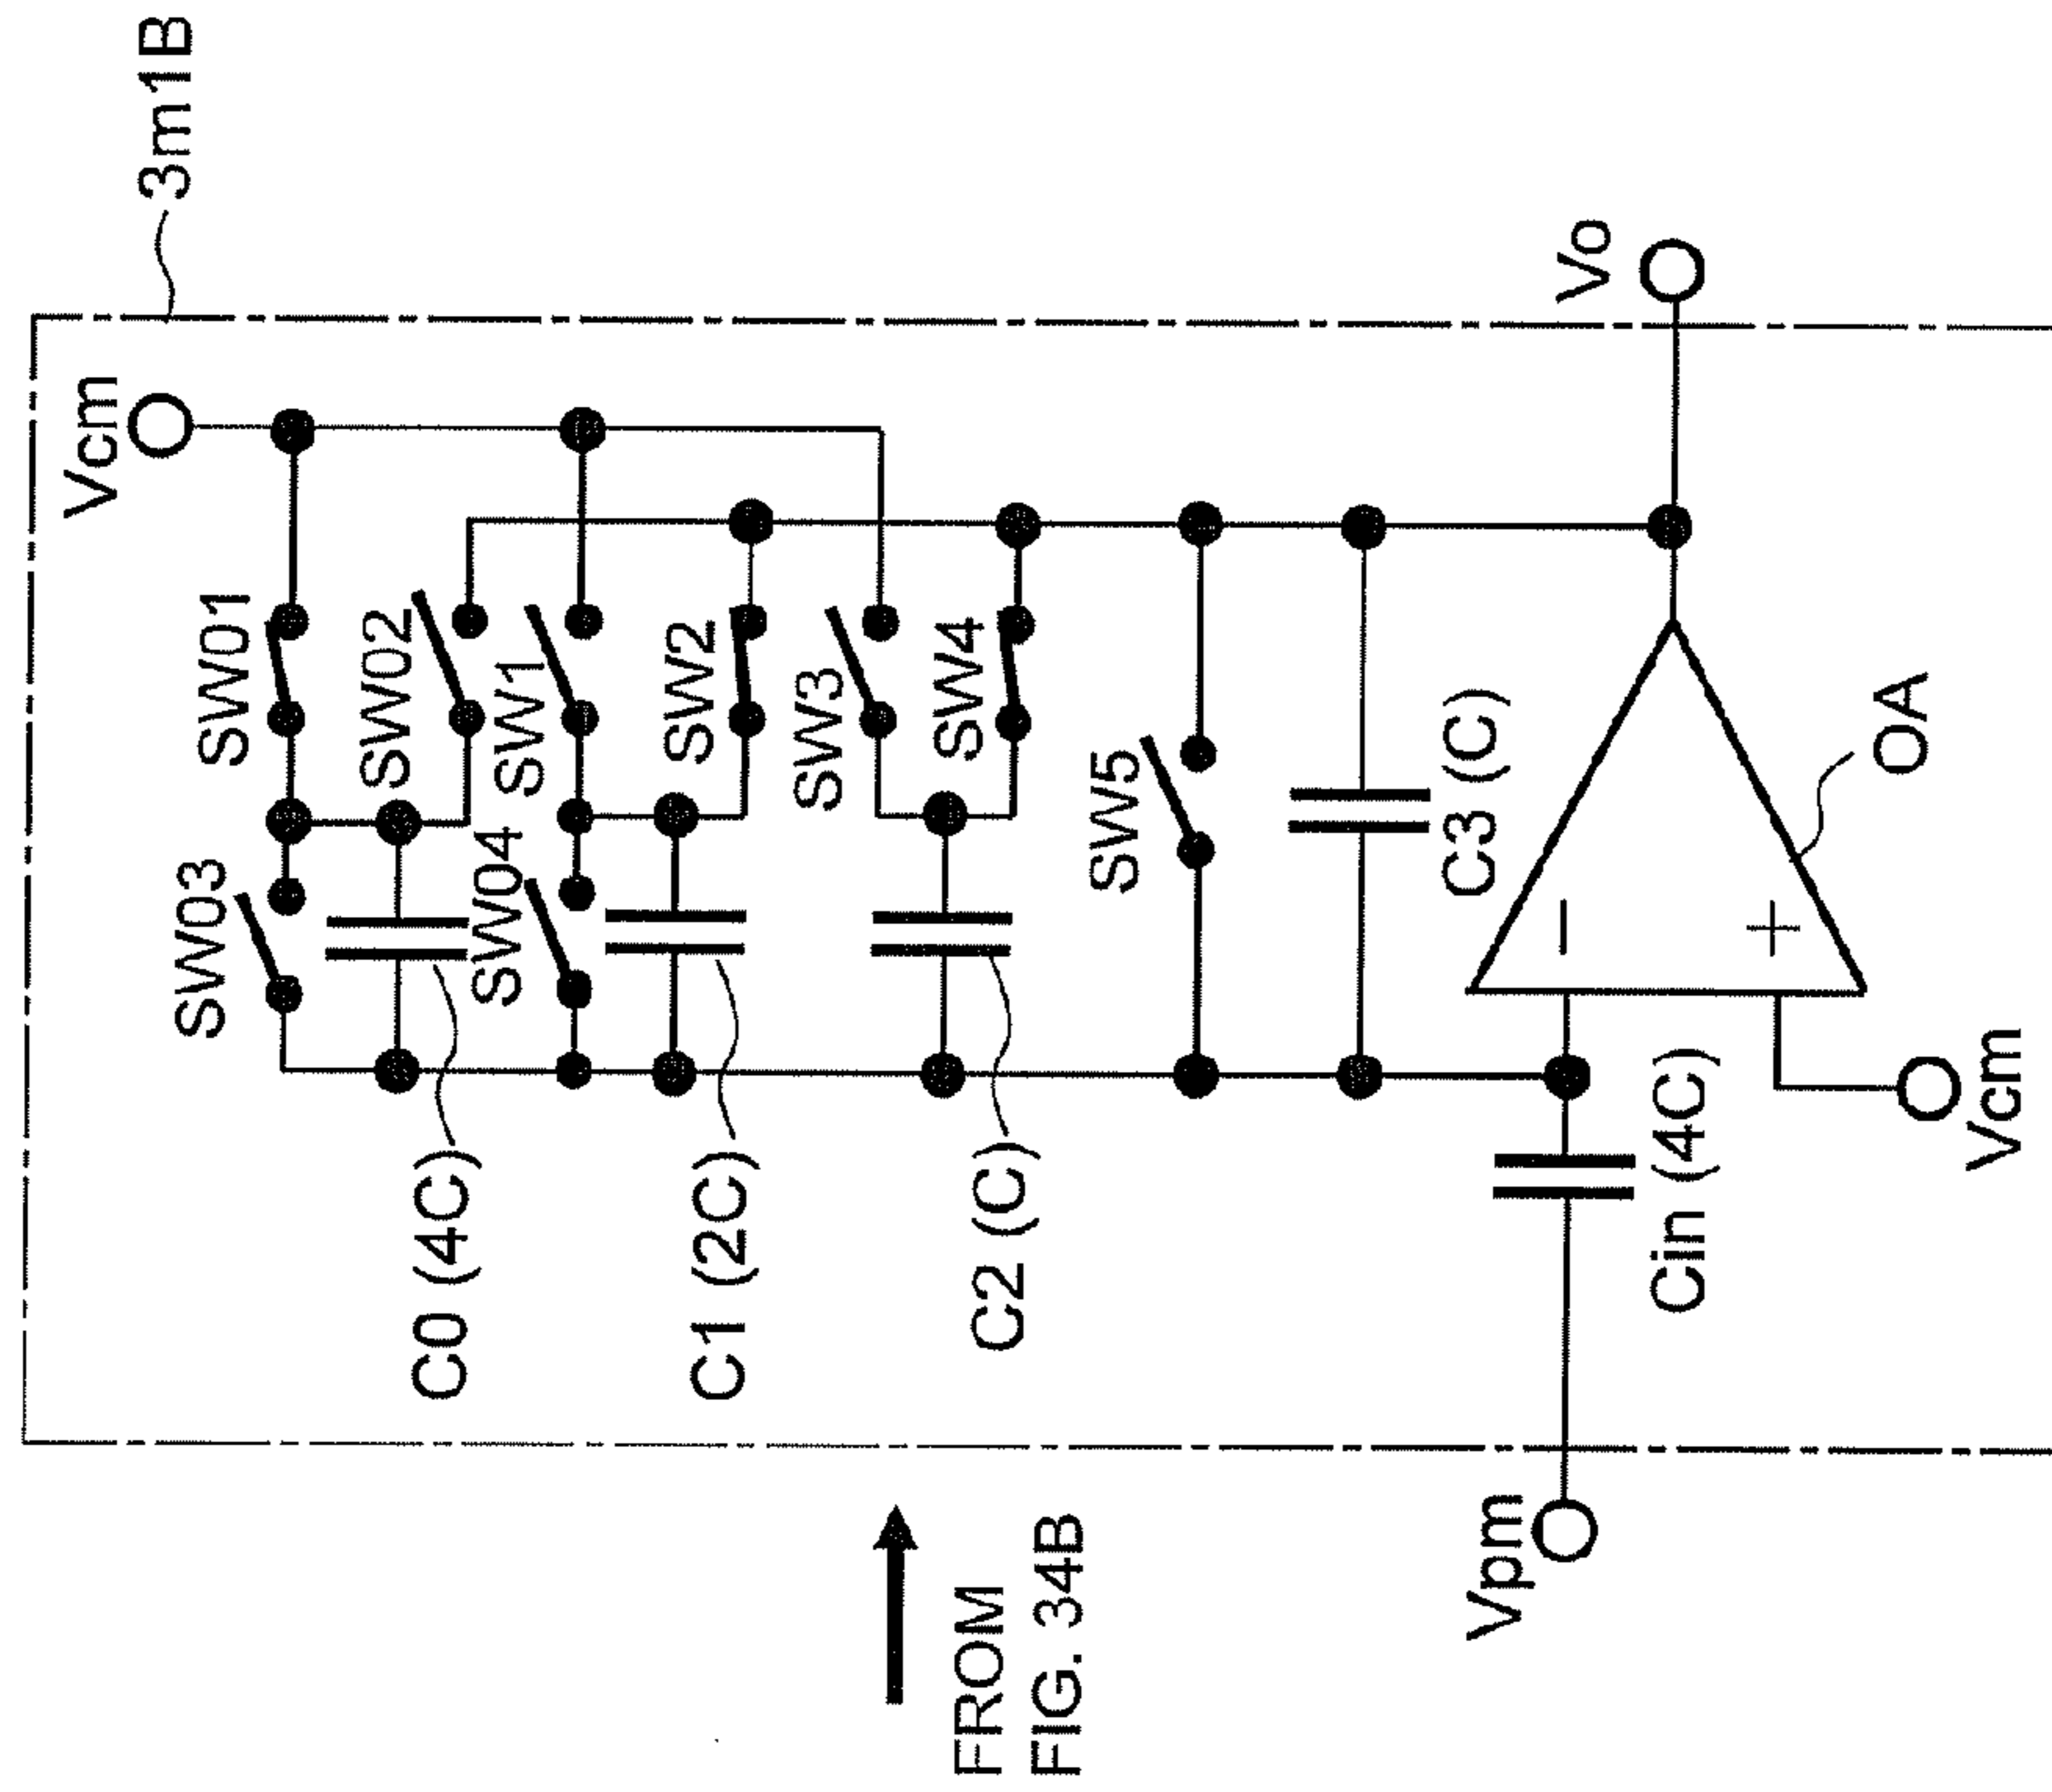 3m1B
Vcm
SW01
SW03
SW02
C0 (4C)
SW1
SW04
SW2
C1 (2C)
SW3
SW4
C2 (C)
SW5
C3 (C)
Vo
−
+
OA
Cin (4C)
Vpm
Vcm
FROM
FIG. 34B